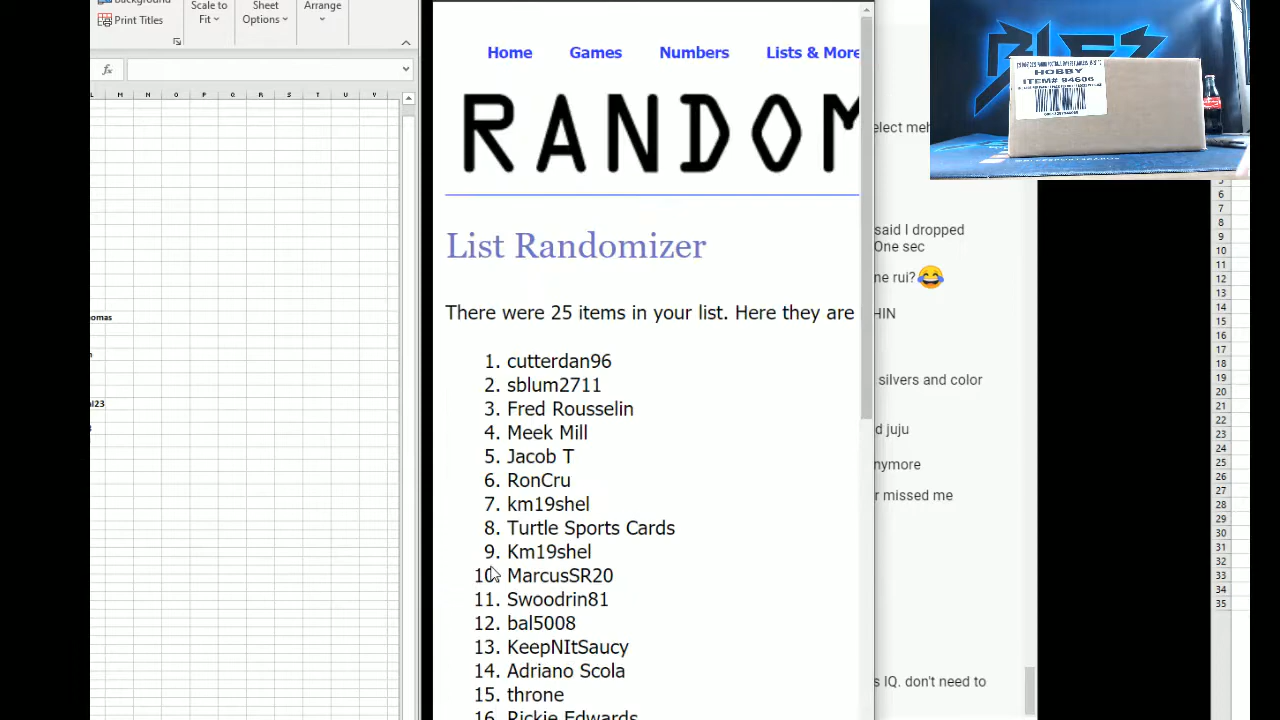 Background
Print Titles
Scale to
Fit
Sheet
Options
Arrange
fx
M
N
O
P
Q
R
S
omas
Home
Games
Numbers
Lists & More
RANDOM
List Randomizer
There were 25 items in your list. Here they are
1. cutterdan96
2. sblum2711
3. Fred Rousselin
4. Meek Mill
5. Jacob T
6. RonCru
7. km19shel
8. Turtle Sports Cards
9. Km19shel
10. MarcusSR20
11. Swoodrin81
12. bal5008
13. KeepNItSaucy
14. Adriano Scola
15. throne
16. Rickie Edwards
HOBBY
ITEM# 94606
elect meh
said I dropped
One sec
ne rui?😂
HIN
silvers and color
d juju
nymore
r missed me
s IQ. don't need to
5
6
7
8
9
10
11
12
13
14
15
16
17
18
19
20
21
22
23
24
25
26
27
28
29
30
31
32
33
34
35